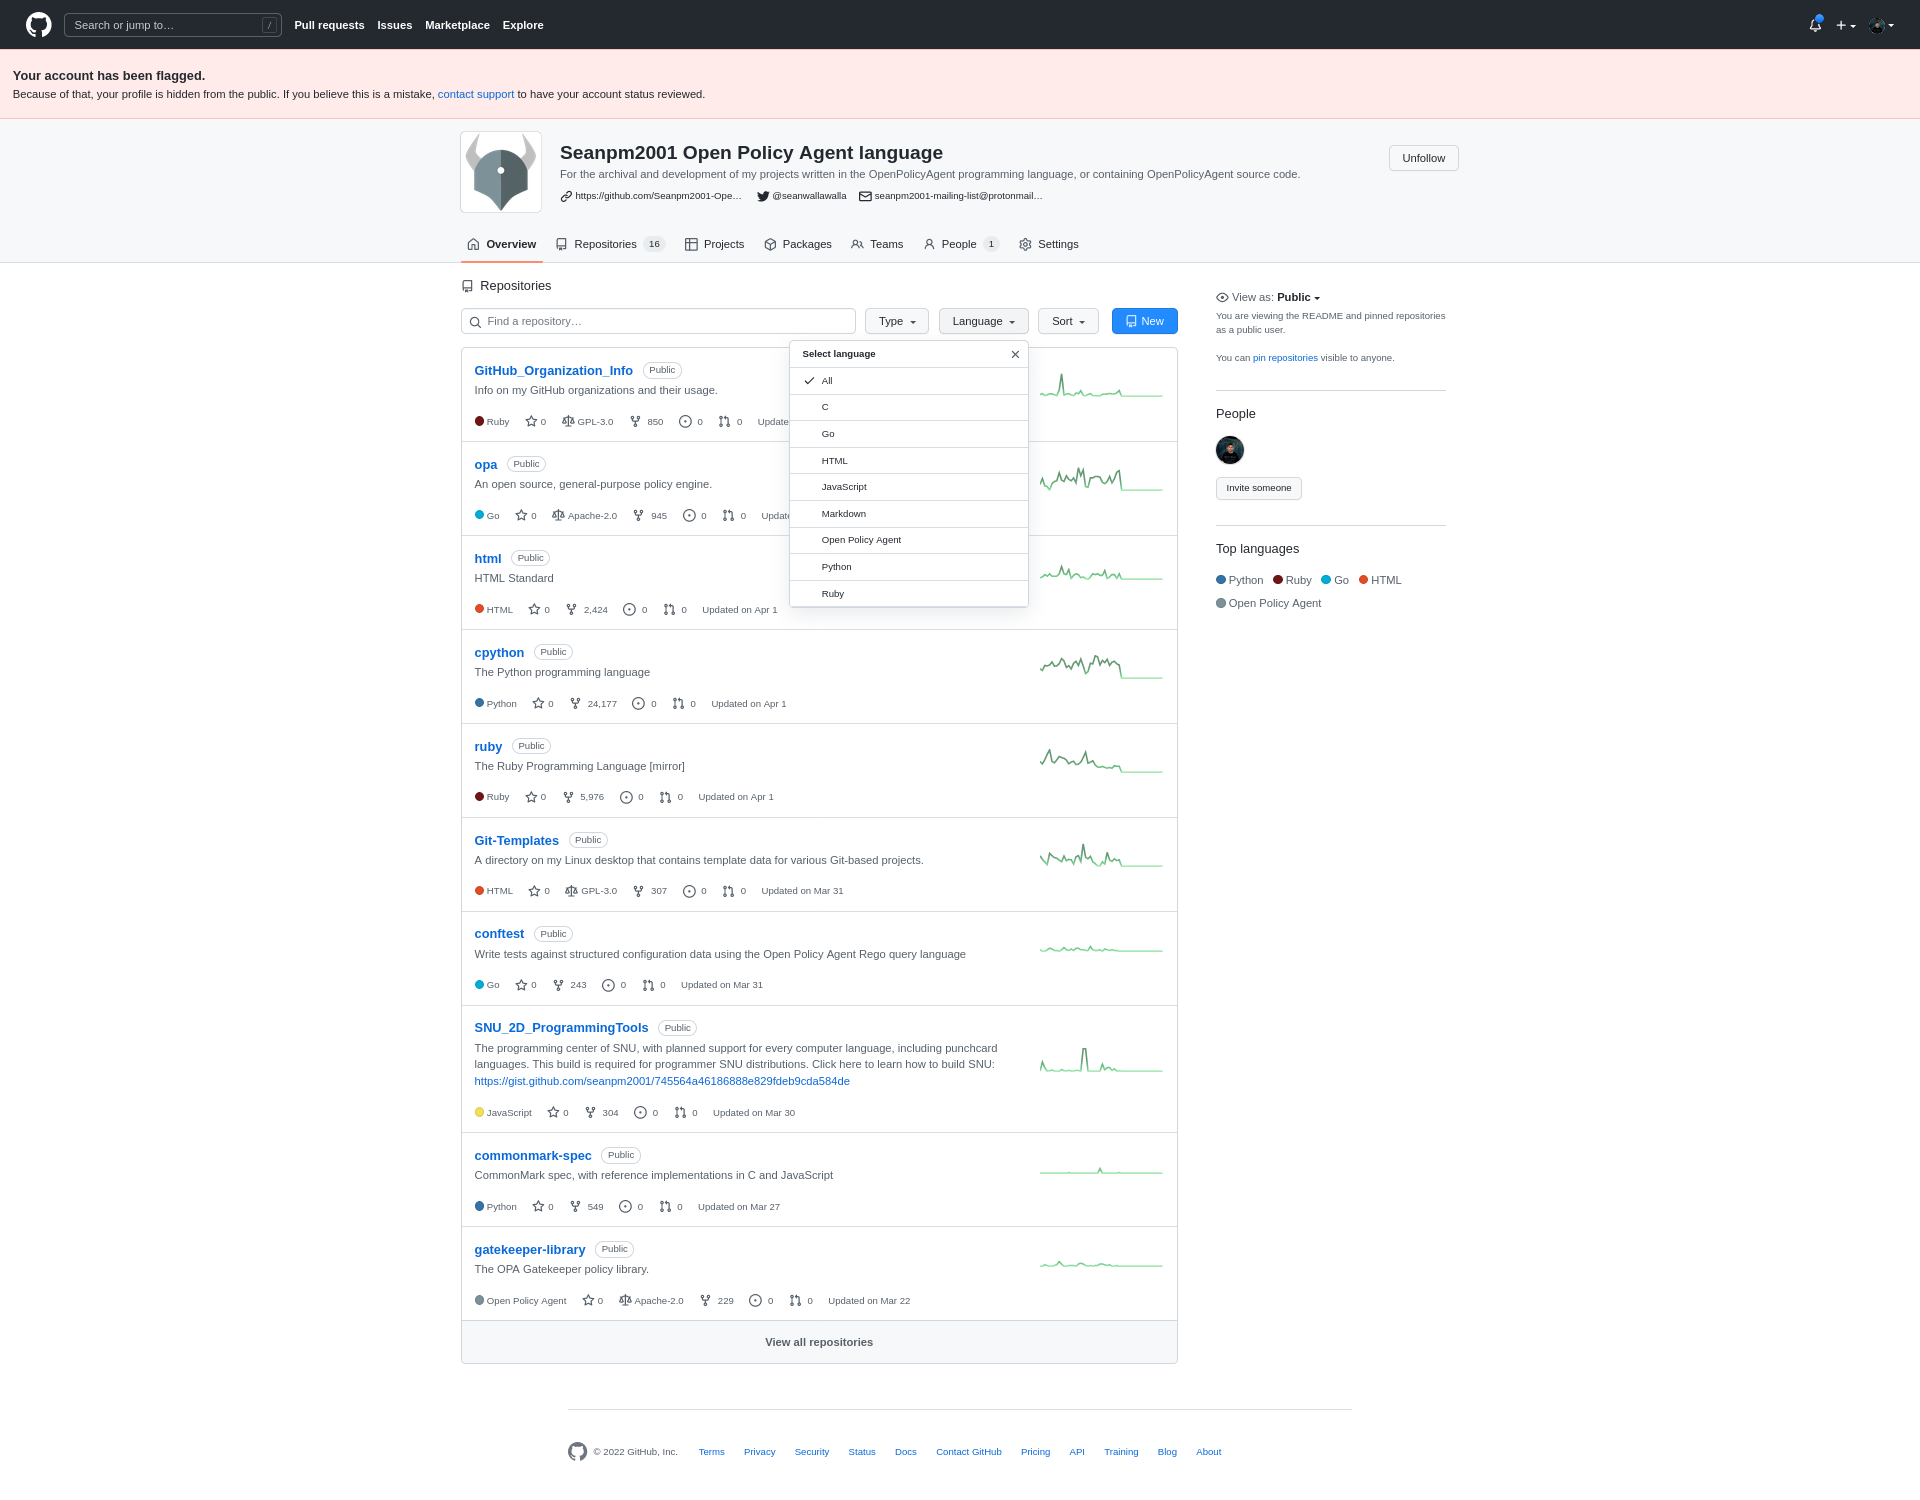 Search or jump to…
/
Pull requests
Issues
Marketplace
Explore
Your account has been flagged.
Because of that, your profile is hidden from the public. If you believe this is a mistake, contact support to have your account status reviewed.
Seanpm2001 Open Policy Agent language
For the archival and development of my projects written in the OpenPolicyAgent programming language, or containing OpenPolicyAgent source code.
https://github.com/Seanpm2001-Ope…
@seanwallawalla
seanpm2001-mailing-list@protonmail…
Unfollow
Overview
Repositories 16
Projects
Packages
Teams
People 1
Settings
Repositories
Find a repository…
Type
Language
Sort
New
Select language
All
C
Go
HTML
JavaScript
Markdown
Open Policy Agent
Python
Ruby
GitHub_Organization_Info Public
Info on my GitHub organizations and their usage.
Ruby 0 GPL-3.0 850 0 0 Update
opa Public
An open source, general-purpose policy engine.
Go 0 Apache-2.0 945 0 0 Updat
html Public
HTML Standard
HTML 0 2,424 0 0 Updated on Apr 1
cpython Public
The Python programming language
Python 0 24,177 0 0 Updated on Apr 1
ruby Public
The Ruby Programming Language [mirror]
Ruby 0 5,976 0 0 Updated on Apr 1
Git-Templates Public
A directory on my Linux desktop that contains template data for various Git-based projects.
HTML 0 GPL-3.0 307 0 0 Updated on Mar 31
conftest Public
Write tests against structured configuration data using the Open Policy Agent Rego query language
Go 0 243 0 0 Updated on Mar 31
SNU_2D_ProgrammingTools Public
The programming center of SNU, with planned support for every computer language, including punchcard
languages. This build is required for programmer SNU distributions. Click here to learn how to build SNU:
https://gist.github.com/seanpm2001/745564a46186888e829fdeb9cda584de
JavaScript 0 304 0 0 Updated on Mar 30
commonmark-spec Public
CommonMark spec, with reference implementations in C and JavaScript
Python 0 549 0 0 Updated on Mar 27
gatekeeper-library Public
The OPA Gatekeeper policy library.
Open Policy Agent 0 Apache-2.0 229 0 0 Updated on Mar 22
View all repositories
View as: Public
You are viewing the README and pinned repositories
as a public user.
You can pin repositories visible to anyone.
People
Invite someone
Top languages
Python Ruby Go HTML
Open Policy Agent
© 2022 GitHub, Inc.
Terms
Privacy
Security
Status
Docs
Contact GitHub
Pricing
API
Training
Blog
About